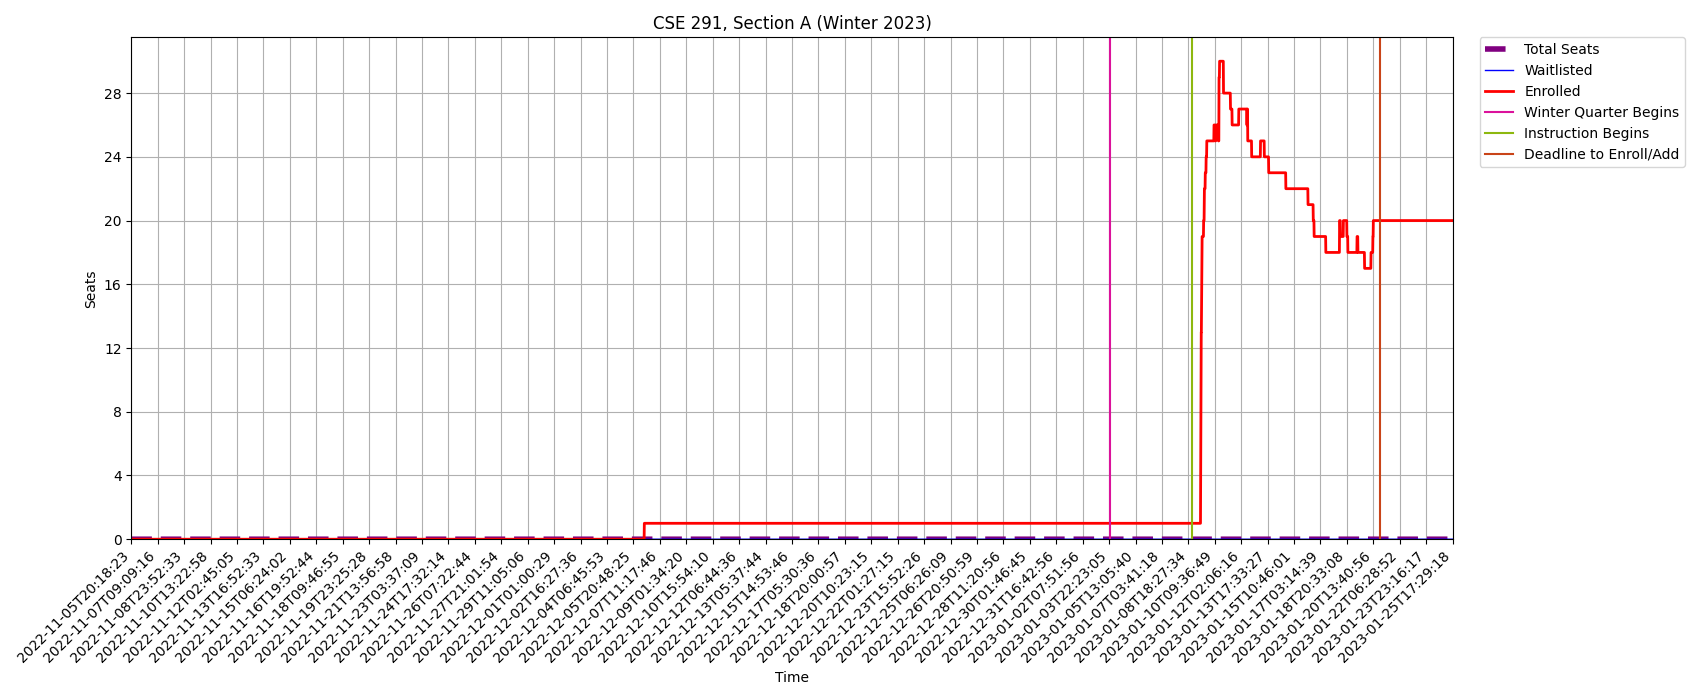 CSE 291, Section A (Winter 2023)
Total Seats
Waitlisted
Enrolled
Winter Quarter Begins
Instruction Begins
Deadline to Enroll/Add
Seats
28
24
20
16
12
8
4
0
2022-11-05T20:18:23
2022-11-07T09:09:16
2022-11-08T23:52:33
2022-11-10T13:22:58
2022-11-12T02:45:05
2022-11-13T16:52:33
2022-11-15T06:24:02
2022-11-16T19:52:44
2022-11-18T09:46:55
2022-11-19T23:25:28
2022-11-21T13:56:58
2022-11-23T03:37:09
2022-11-24T17:32:14
2022-11-26T07:22:44
2022-11-27T21:01:54
2022-11-29T11:05:06
2022-12-01T01:00:29
2022-12-02T16:27:36
2022-12-04T06:45:53
2022-12-05T20:48:25
2022-12-07T11:17:46
2022-12-09T01:34:20
2022-12-10T15:54:10
2022-12-12T06:44:36
2022-12-13T05:37:44
2022-12-15T14:53:46
2022-12-17T05:30:36
2022-12-18T20:00:57
2022-12-20T10:23:15
2022-12-22T01:27:15
2022-12-23T15:52:26
2022-12-25T06:26:09
2022-12-26T20:50:59
2022-12-28T11:20:56
2022-12-30T01:46:45
2022-12-31T16:42:56
2023-01-02T07:51:56
2023-01-03T22:23:05
2023-01-05T13:05:40
2023-01-07T03:41:18
2023-01-08T18:27:34
2023-01-10T09:36:49
2023-01-12T02:06:16
2023-01-13T17:33:27
2023-01-15T10:46:01
2023-01-17T03:14:39
2023-01-18T20:33:08
2023-01-20T13:40:56
2023-01-22T06:28:52
2023-01-23T23:16:17
2023-01-25T17:29:18
Time